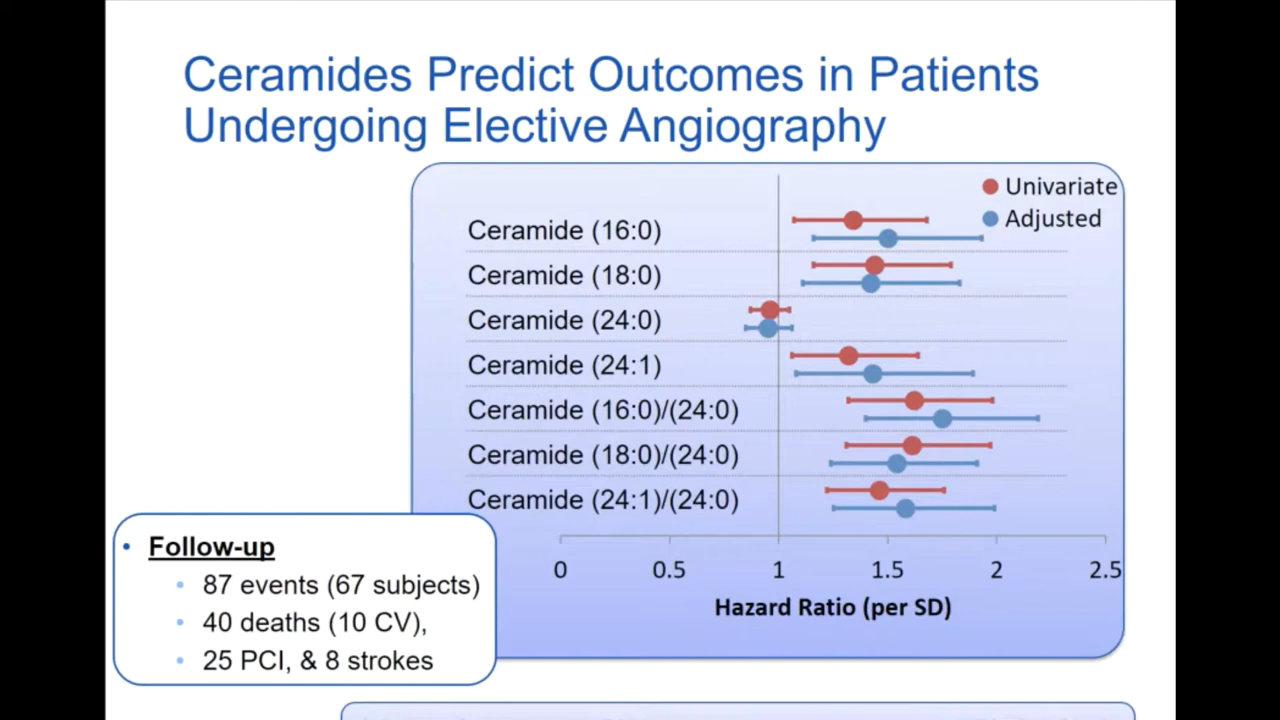 Ceramides Predict Outcomes in Patients
Undergoing Elective Angiography
Univariate
Adjusted
Ceramide (16:0)
Ceramide (18:0)
Ceramide (24:0)
Ceramide (24:1)
Ceramide (16:0)/(24:0)
Ceramide (18:0)/(24:0)
Ceramide (24:1)/(24:0)
0 0.5 1 1.5 2 2.5
Hazard Ratio (per SD)
• Follow-up
• 87 events (67 subjects)
• 40 deaths (10 CV),
• 25 PCI, & 8 strokes